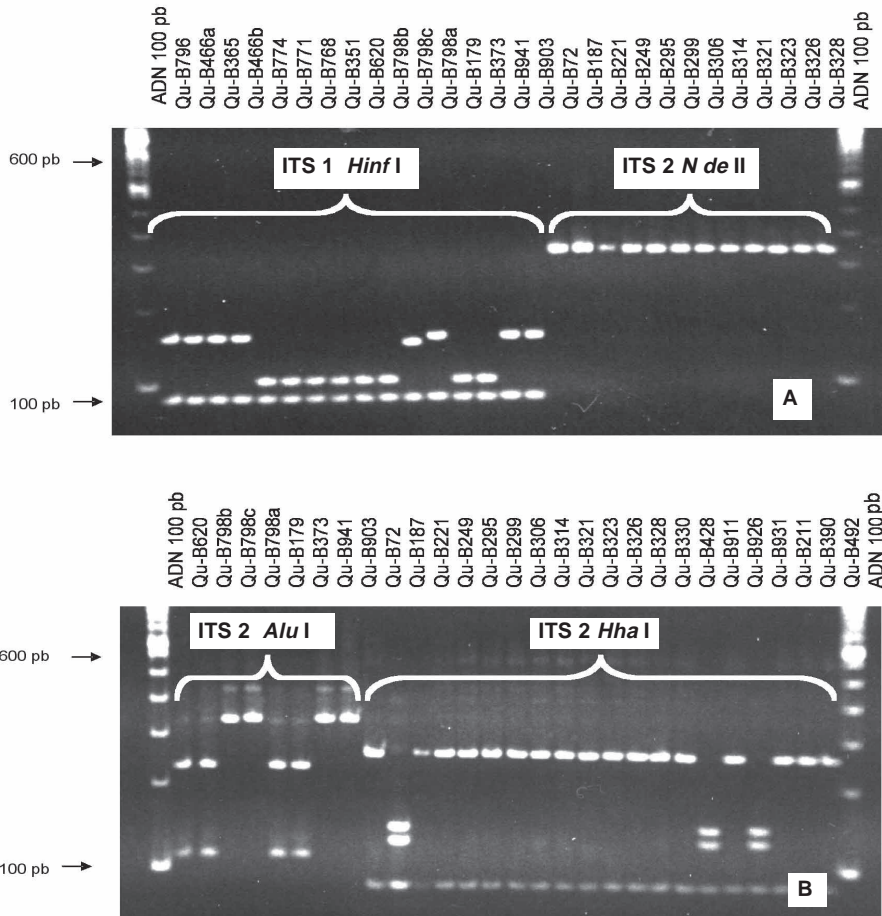 ADN 100 pb
Qu-B796
Qu-B466a
Qu-B365
Qu-B466b
Qu-B774
Qu-B771
Qu-B768
Qu-B351
Qu-B620
Qu-B798b
Qu-B798c
Qu-B798a
Qu-B179
Qu-B373
Qu-B941
Qu-B903
Qu-B72
Qu-B187
Qu-B221
Qu-B249
Qu-B295
Qu-B299
Qu-B306
Qu-B314
Qu-B321
Qu-B323
Qu-B326
Qu-B328
ADN 100 pb
600 pb
ITS 1 Hinf I
ITS 2 N de II
100 pb
A
ADN 100 pb
Qu-B620
Qu-B798b
Qu-B798c
Qu-B798a
Qu-B179
Qu-B373
Qu-B941
Qu-B903
Qu-B72
Qu-B187
Qu-B221
Qu-B249
Qu-B295
Qu-B299
Qu-B306
Qu-B314
Qu-B321
Qu-B323
Qu-B326
Qu-B328
Qu-B330
Qu-B428
Qu-B911
Qu-B926
Qu-B931
Qu-B211
Qu-B390
Qu-B492
ADN 100 pb
ITS 2 Alu I
ITS 2 Hha I
600 pb
100 pb
B